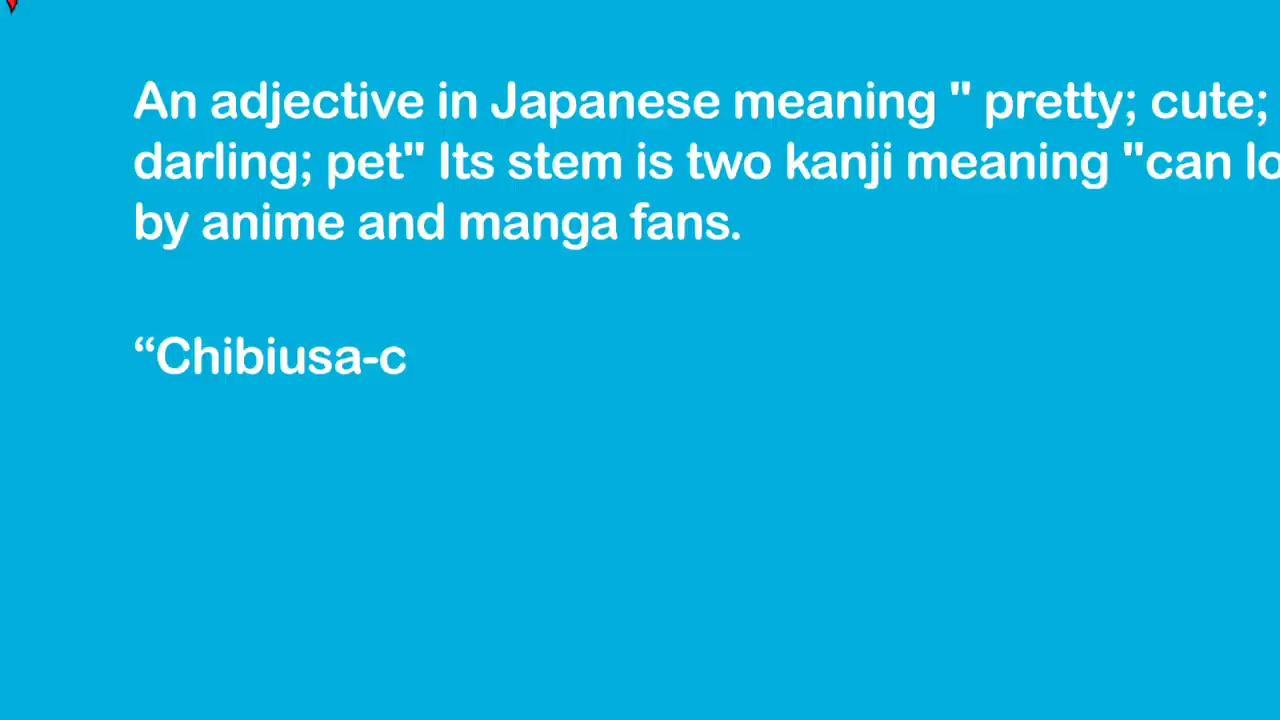 An adjective in Japanese meaning " pretty; cute;
darling; pet" Its stem is two kanji meaning "can lo
by anime and manga fans.
“Chibiusa-c